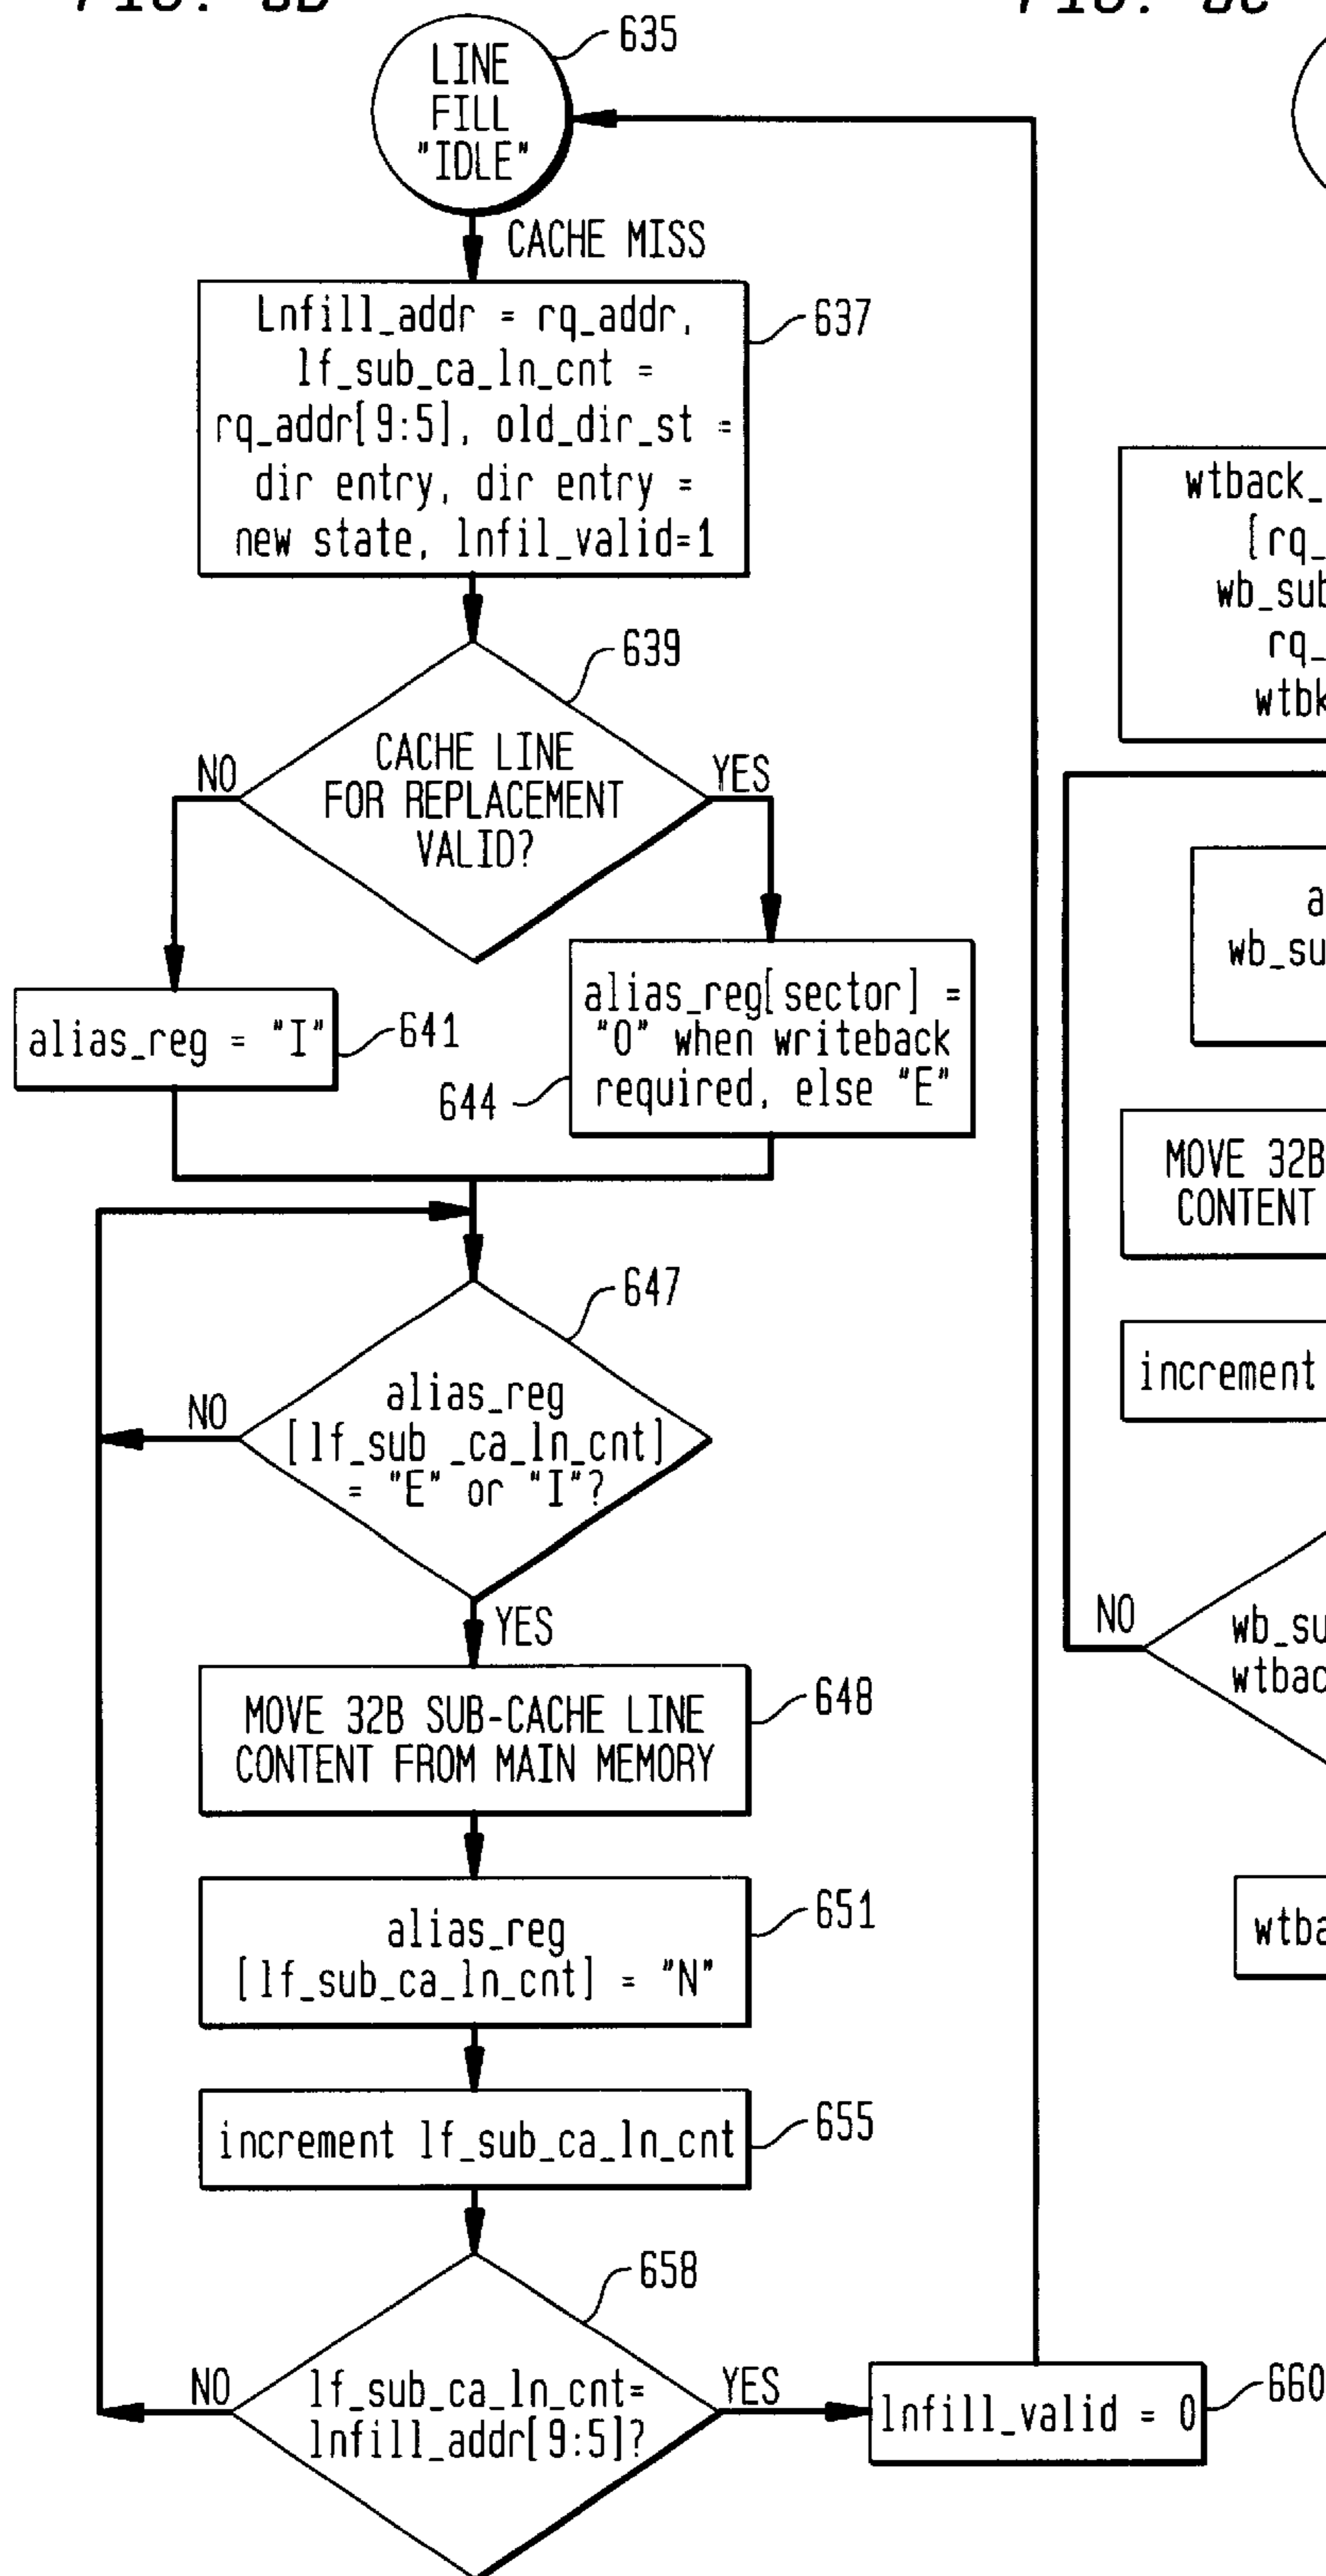 LINE
FILL
"IDLE"
635
CACHE MISS
Lnfill_addr = rq_addr,
lf_sub_ca_ln_cnt =
rq_addr[9:5], old_dir_st =
dir entry, dir entry =
new state, lnfil_valid=1
637
639
CACHE LINE
FOR REPLACEMENT
VALID?
NO
YES
alias_reg = "I"
641
alias_reg[sector] =
"O" when writeback
required, else "E"
644
647
alias_reg
[lf_sub _ca_ln_cnt]
= "E" or "I"?
NO
YES
MOVE 32B SUB-CACHE LINE
CONTENT FROM MAIN MEMORY
648
alias_reg
[lf_sub_ca_ln_cnt] = "N"
651
increment lf_sub_ca_ln_cnt
655
658
lf_sub_ca_ln_cnt=
lnfill_addr[9:5]?
NO
YES
lnfill_valid = 0
660
wtback_
[rq_
wb_sub
rq_
wtbk
a
wb_su
MOVE 32B
CONTENT
increment
NO
wb_su
wtbac
wtba